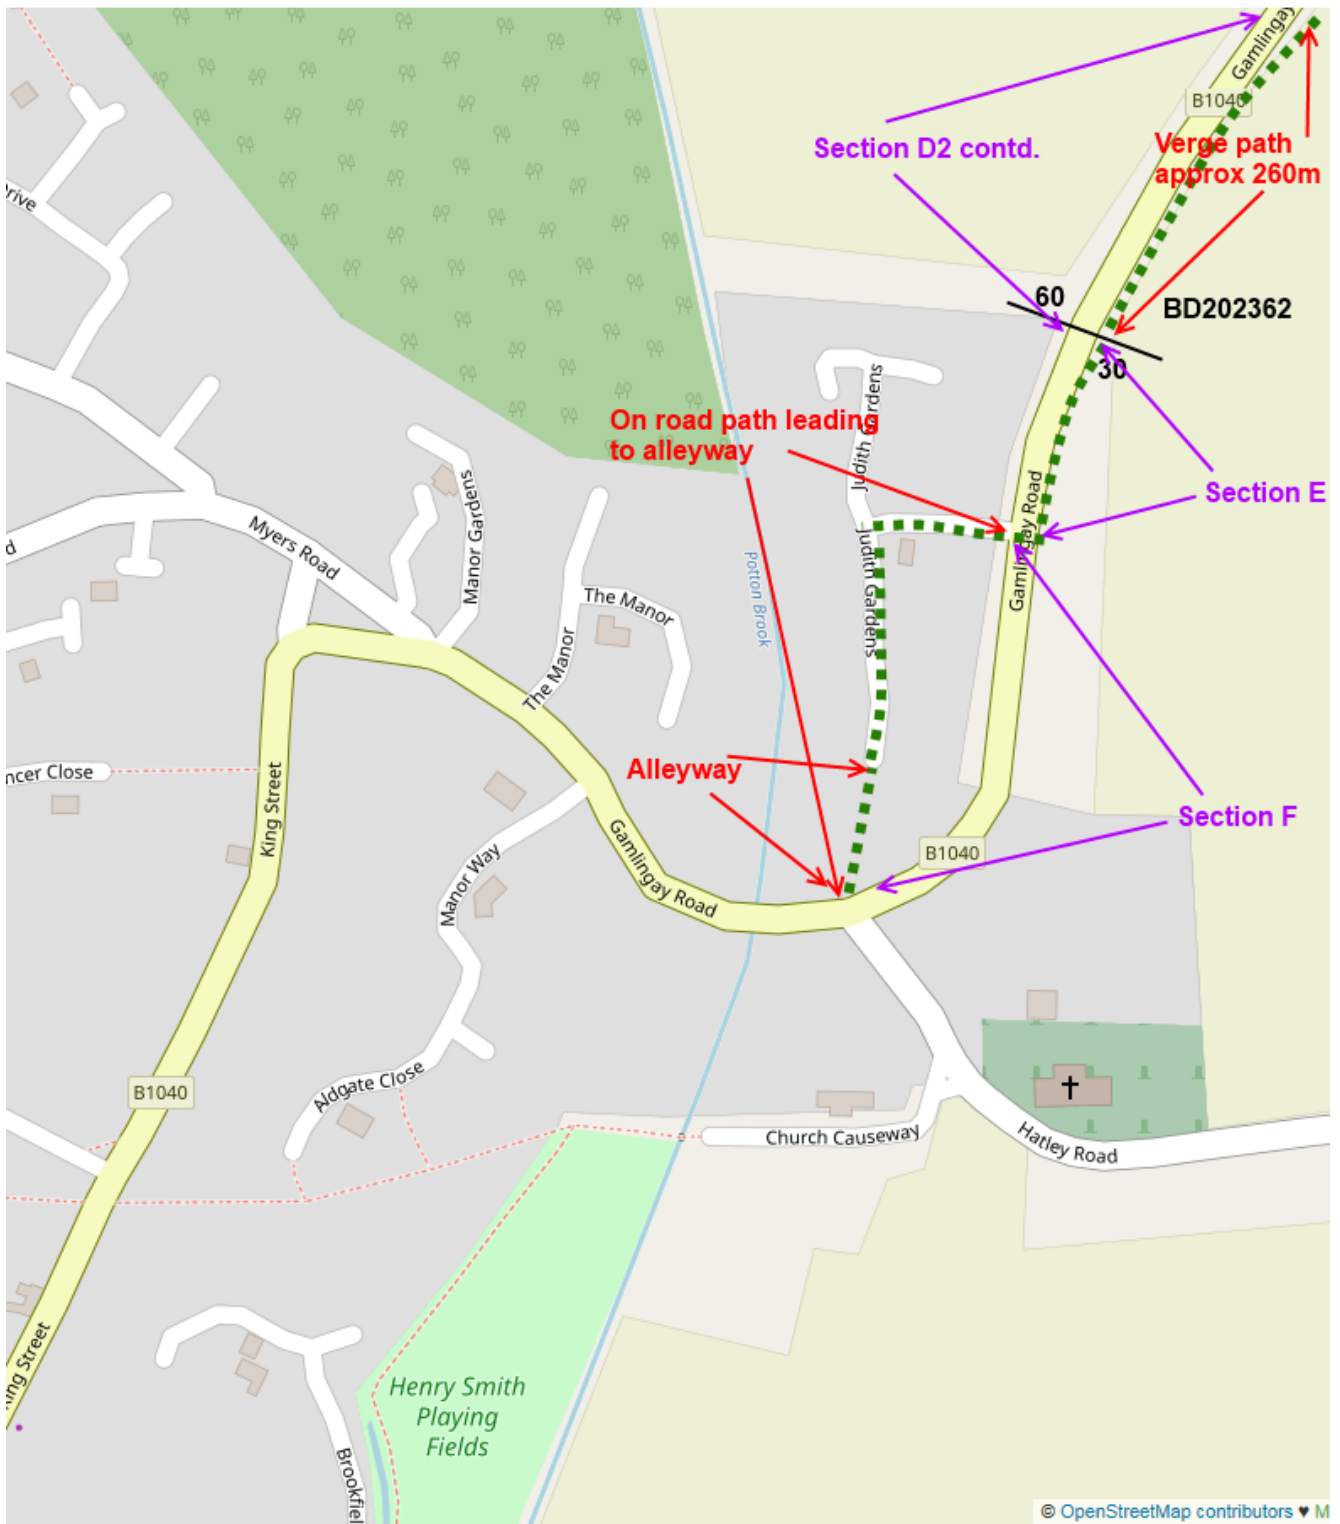 Gamlingay
B1040
Section D2 contd.
Verge path
approx 260m
Drive
60
BD202362
30
On road path leading
to alleyway
Judith Gardens
Section E
Gamlingay Road
Manor Gardens
Myers Road
d
Judith Gardens
Potton Brook
The Manor
The Manor
ncer Close
Alleyway
King Street
Section F
B1040
Gamlingay Road
Manor Way
B1040
Aldgate Close
Church Causeway
Hatley Road
King Street
Henry Smith
Playing
Fields
Brookfiel
© OpenStreetMap contributors ♥ M